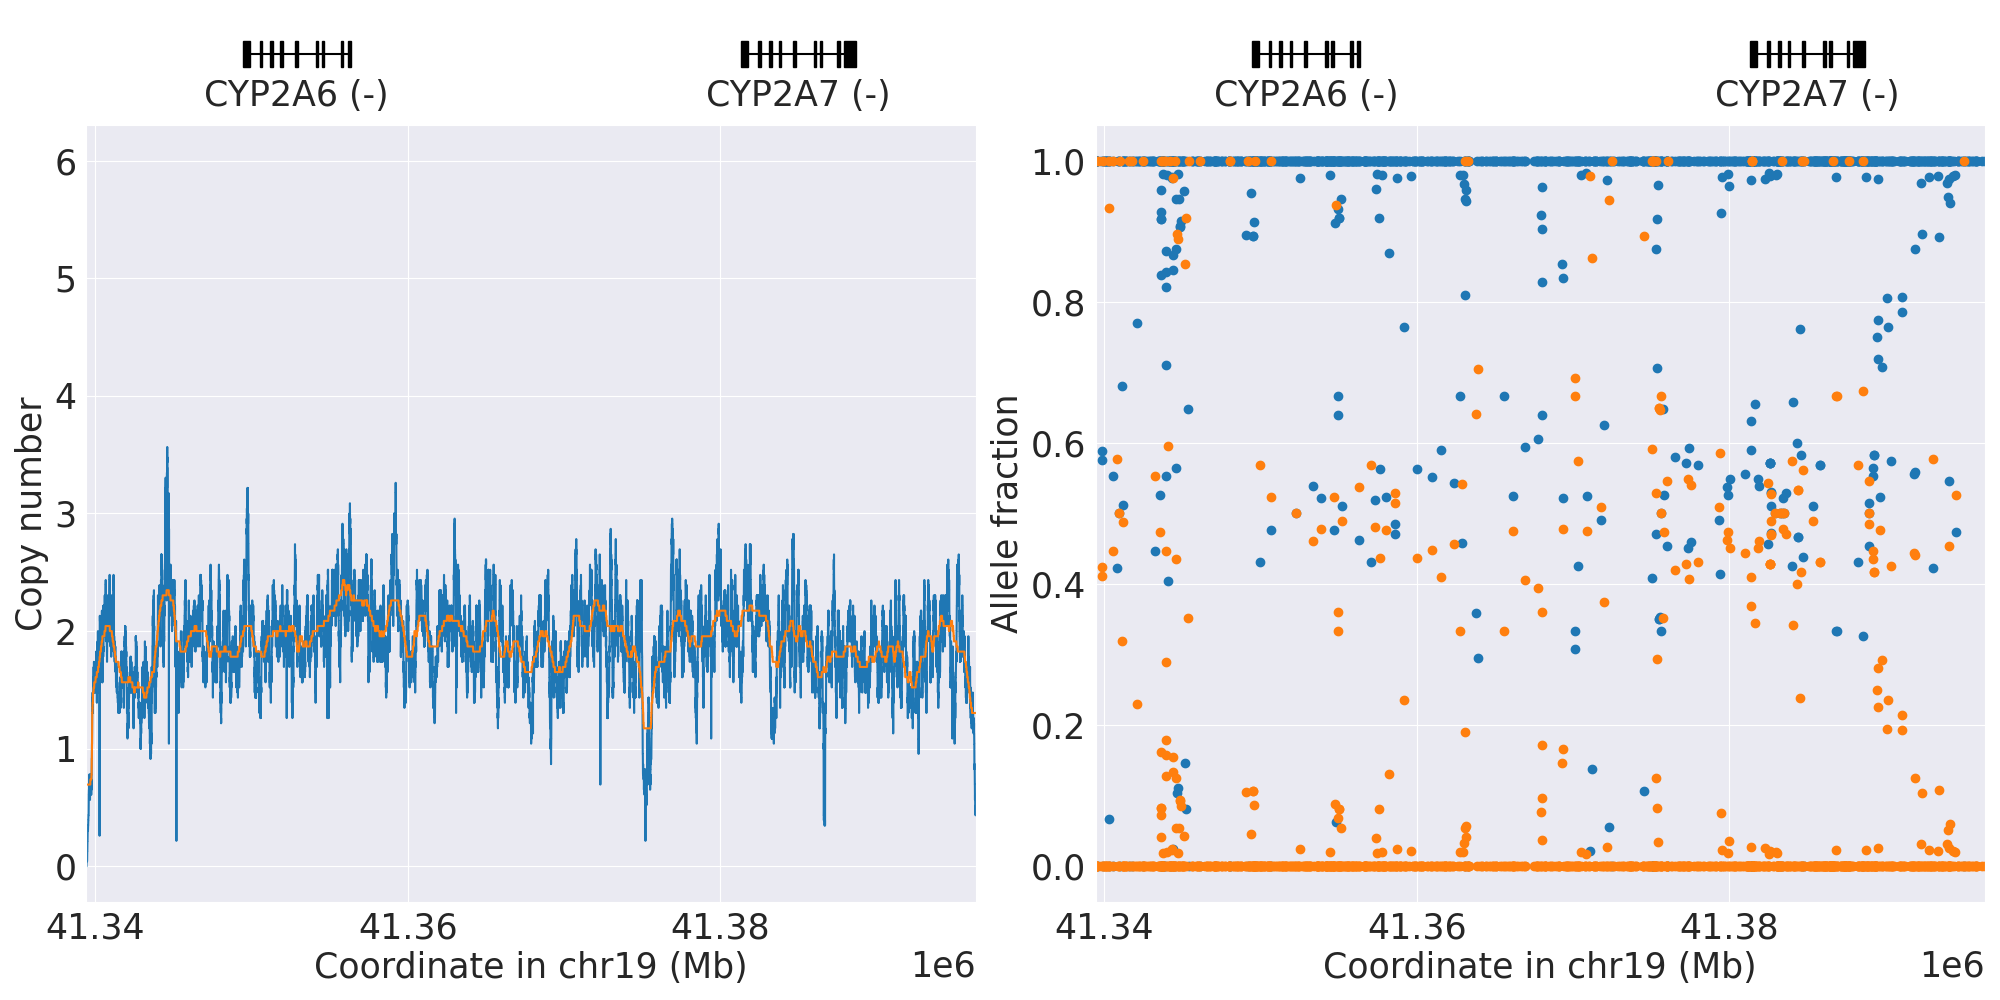 CYP2A6 (-)
CYP2A7 (-)
CYP2A6 (-)
CYP2A7 (-)
6
5
4
3
2
1
0
Copy number
41.34
41.36
41.38
Coordinate in chr19 (Mb)
1e6
1.0
0.8
0.6
0.4
0.2
0.0
Allele fraction
41.34
41.36
41.38
Coordinate in chr19 (Mb)
1e6